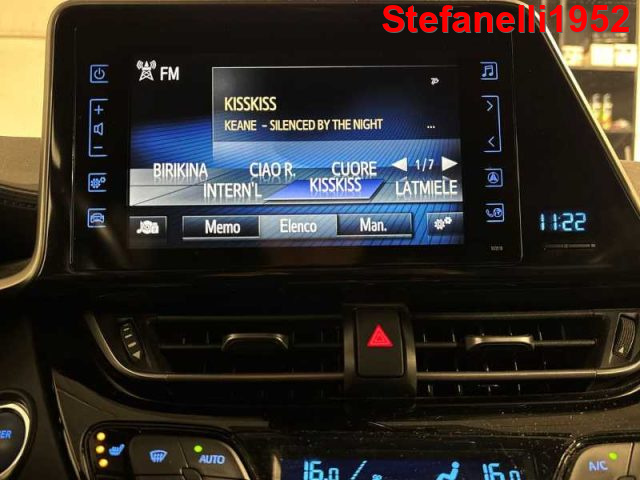 Stefanelli1952
FM
KISSKISS
KEANE - SILENCED BY THE NIGHT ...
BIRIKINA CIAO R. CUORE 1/7
INTERN'L KISSKISS LATMIELE
Memo Elenco Man.
11:22
AUTO A/C
16.0 16.0